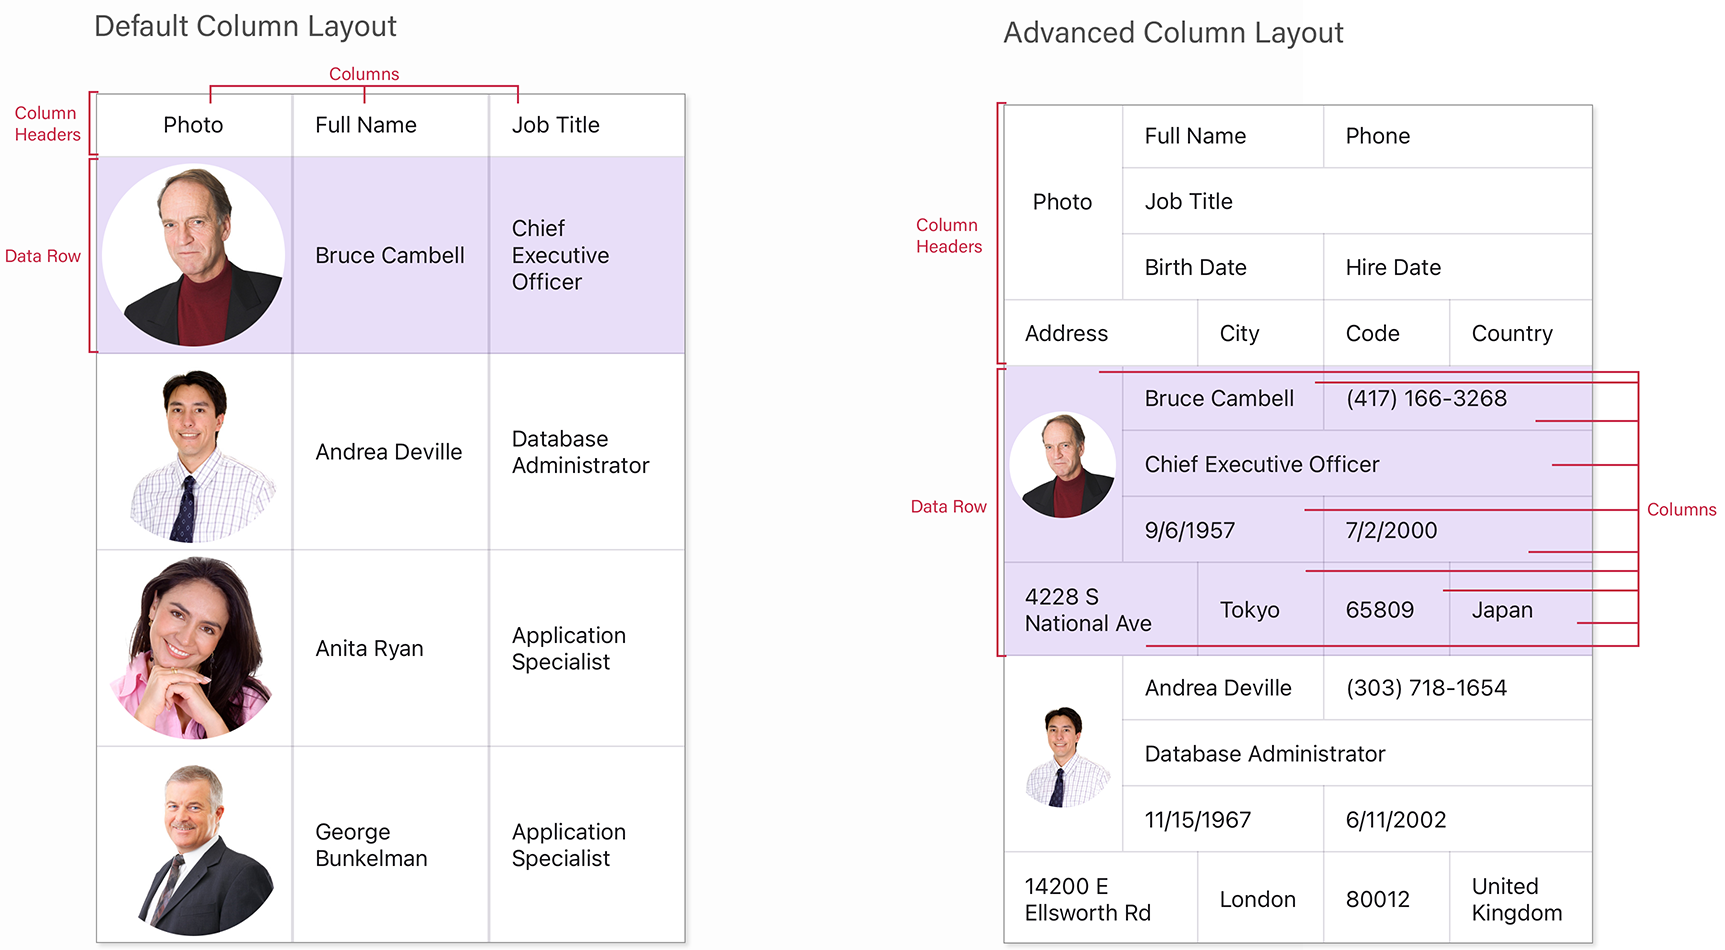 Default Column Layout
Columns
Column
Headers
Photo
Full Name
Job Title
Data Row
Bruce Cambell
Chief
Executive
Officer
Andrea Deville
Database
Administrator
Anita Ryan
Application
Specialist
George
Bunkelman
Application
Specialist
Advanced Column Layout
Column
Headers
Photo
Full Name
Phone
Job Title
Birth Date
Hire Date
Address
City
Code
Country
Data Row
Columns
Bruce Cambell
(417) 166-3268
Chief Executive Officer
9/6/1957
7/2/2000
4228 S
National Ave
Tokyo
65809
Japan
Andrea Deville
(303) 718-1654
Database Administrator
11/15/1967
6/11/2002
14200 E
Ellsworth Rd
London
80012
United
Kingdom